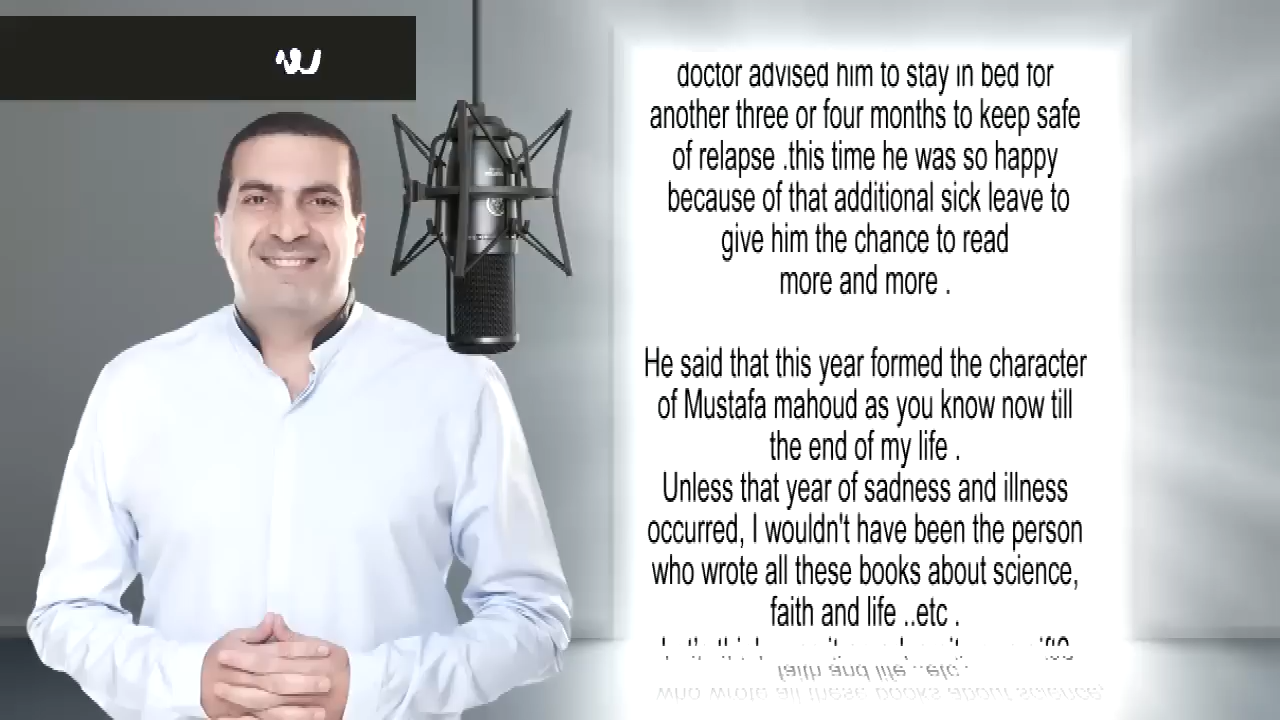 doctor advised him to stay in bed for
another three or four months to keep safe
of relapse .this time he was so happy
because of that additional sick leave to
give him the chance to read
more and more .
He said that this year formed the character
of Mustafa mahoud as you know now till
the end of my life .
Unless that year of sadness and illness
occurred, I wouldn't have been the person
who wrote all these books about science,
faith and life ..etc .